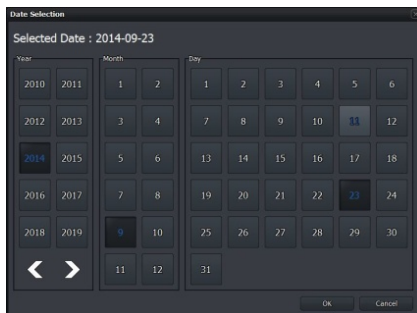 Date Selection
Selected Date : 2014-09-23
Year Month Day
2010 2011 1 2 1 2 3 4 5 6
2012 2013 3 4 7 8 9 10 11 12
2014 2015 5 6 13 14 15 16 17 18
2016 2017 7 8 19 20 21 22 23 24
2018 2019 9 10 25 26 27 28 29 30
11 12 31
OK Cancel